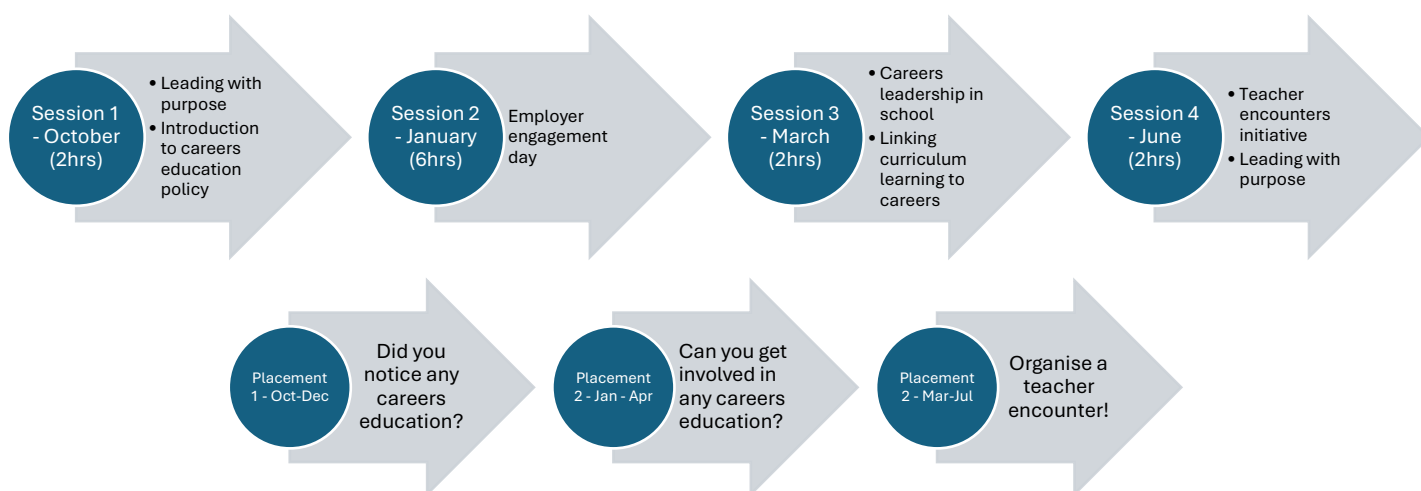 Session 1
- October
(2hrs)
• Leading with
purpose
• Introduction
to careers
education
policy
Session 2
- January
(6hrs)
Employer
engagement
day
Session 3
- March
(2hrs)
• Careers
leadership in
school
• Linking
curriculum
learning to
careers
Session 4
- June
(2hrs)
• Teacher
encounters
initiative
• Leading with
purpose
Placement
1 - Oct-Dec
Did you
notice any
careers
education?
Placement
2 - Jan - Apr
Can you get
involved in
any careers
education?
Placement
2 - Mar-Jul
Organise a
teacher
encounter!